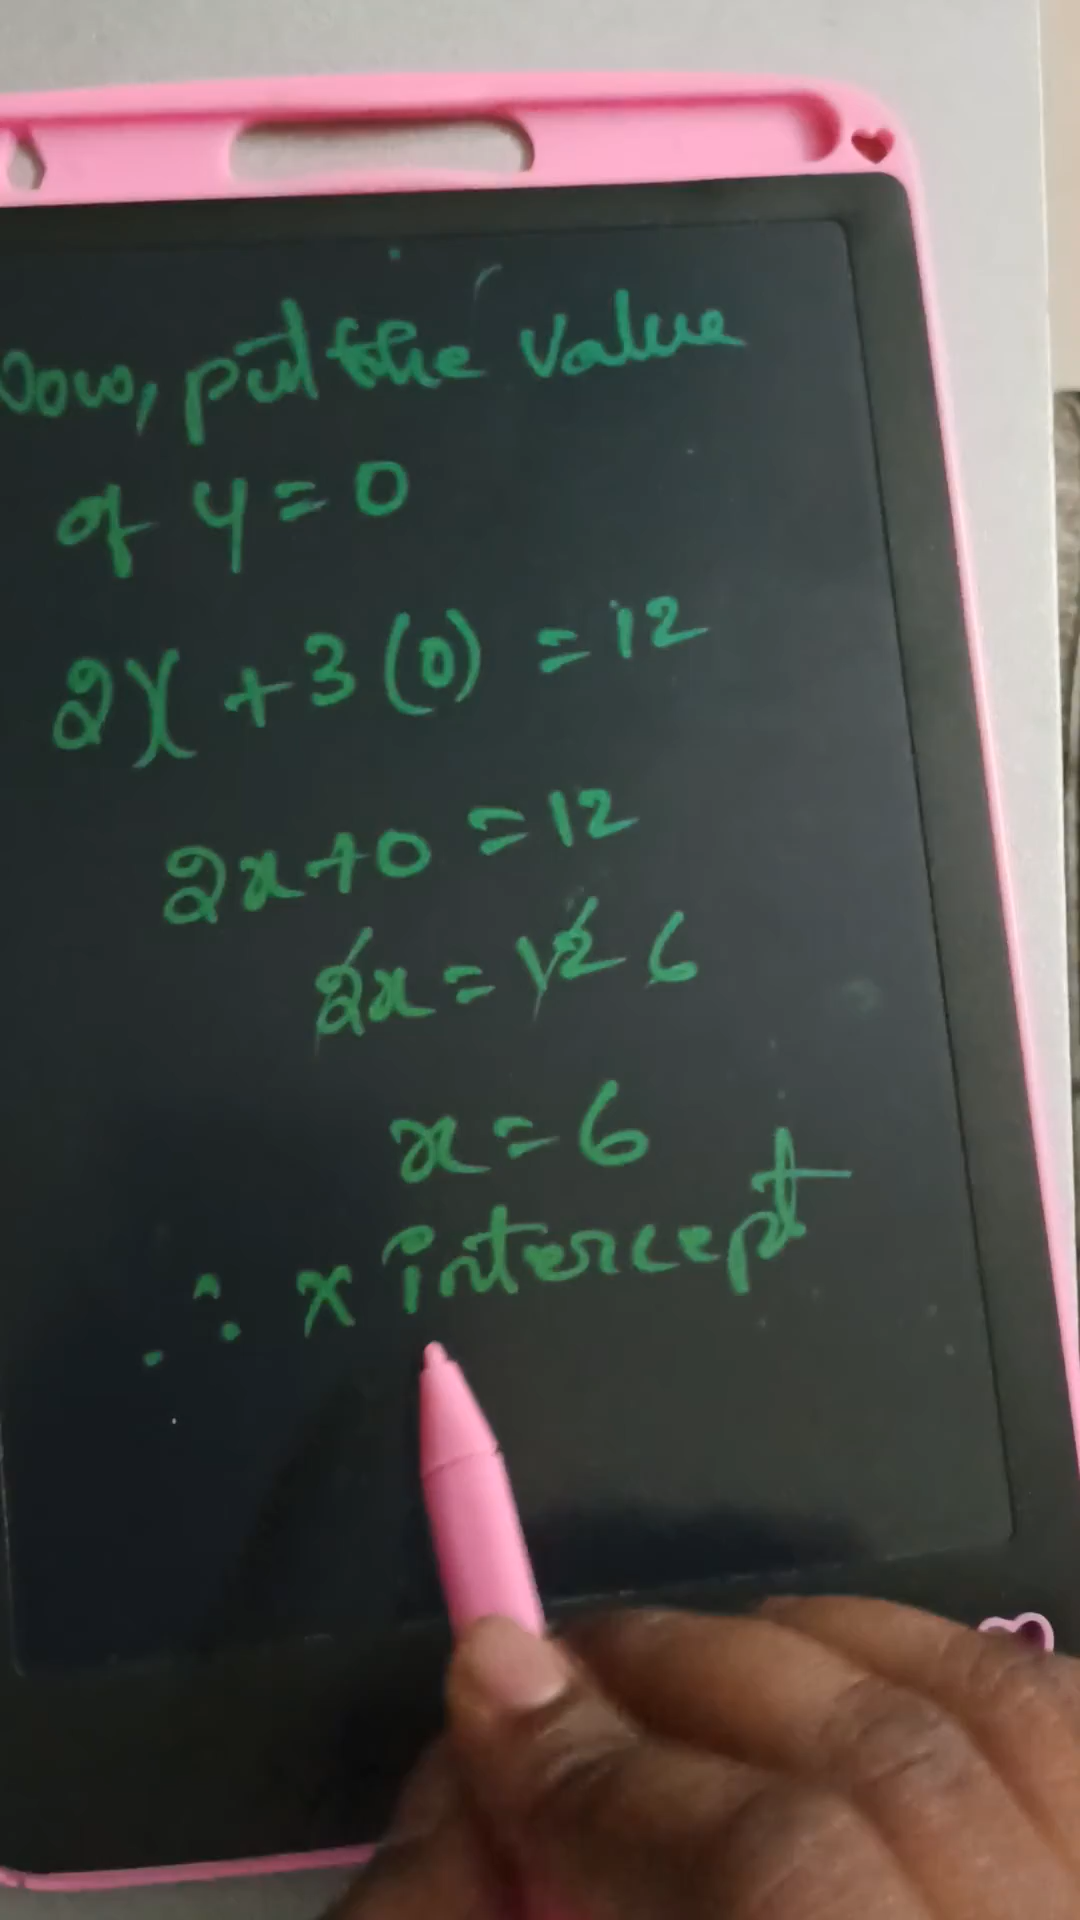 Now, put the value
of y = 0
2x + 3 (0) = 12
2x + 0 = 12
2x = 12 6
x = 6
∴ x intercept